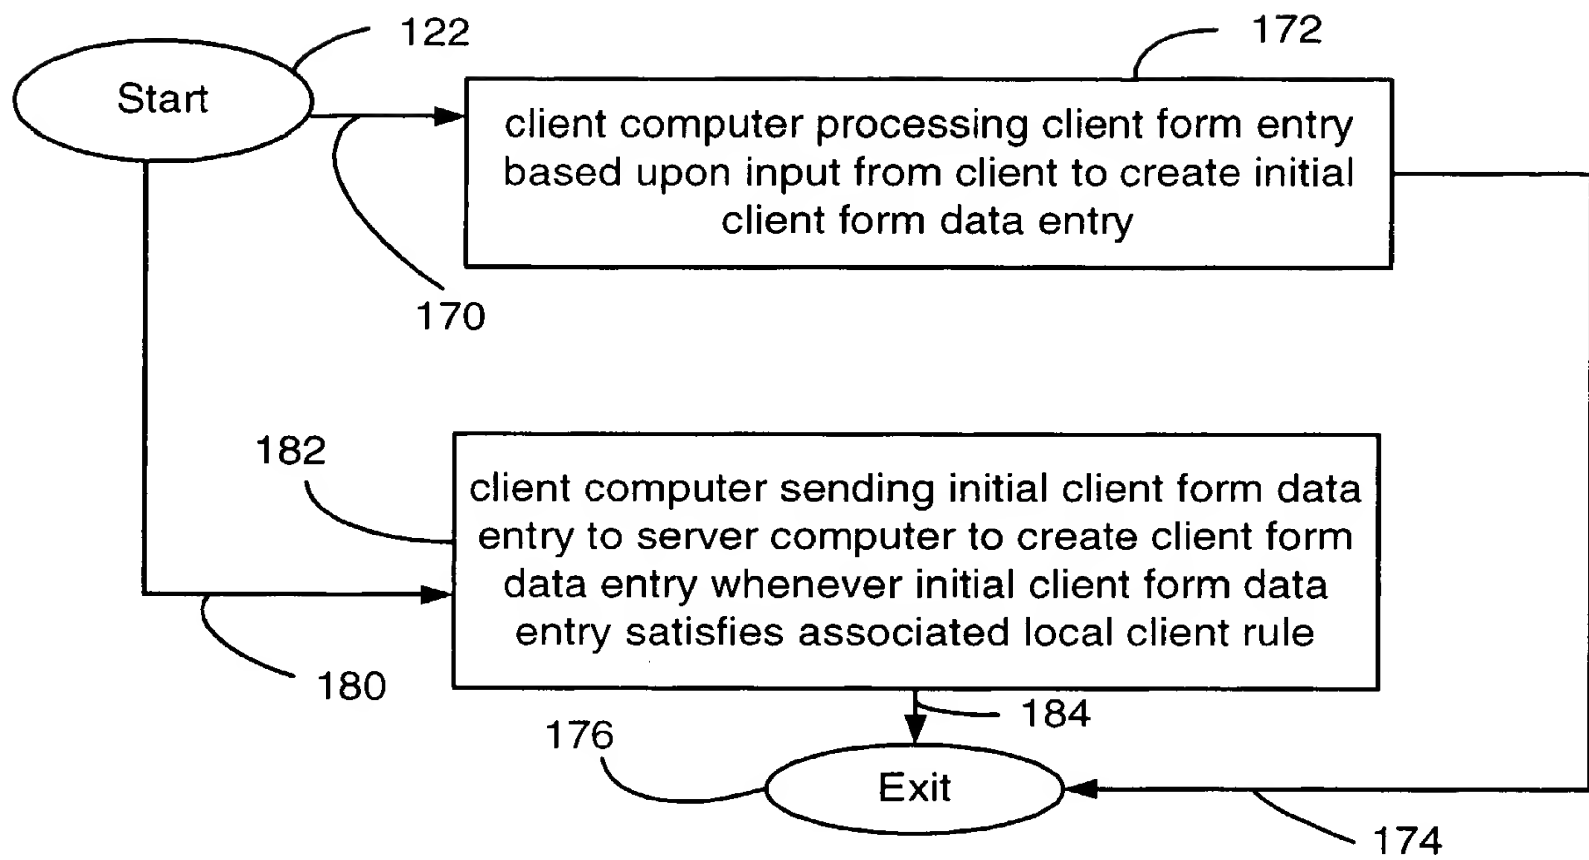 122
172
Start
client computer processing client form entry
based upon input from client to create initial
client form data entry
170
182
client computer sending initial client form data
entry to server computer to create client form
data entry whenever initial client form data
entry satisfies associated local client rule
180
184
176
Exit
174